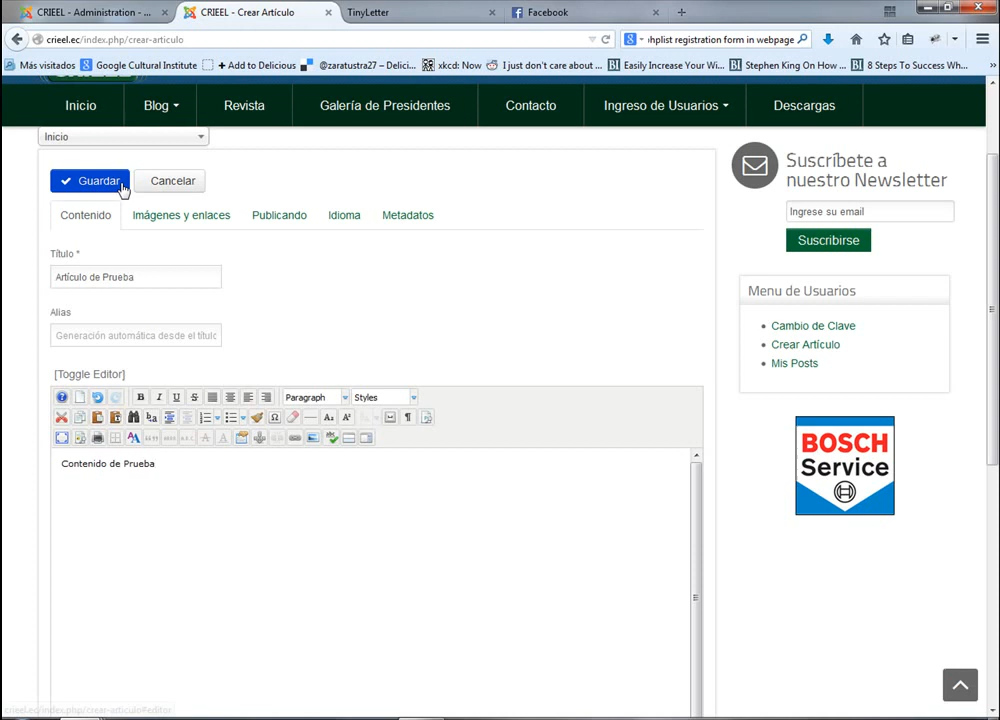 CRIEEL - Administration - ...
CRIEEL - Crear Artículo
TinyLetter
Facebook
crieel.ec/index.php/crear-articulo
hplist registration form in webpage
Más visitados
Google Cultural Institute
+ Add to Delicious
@zaratustra27 – Delici...
xkcd: Now
I just don't care about ...
Easily Increase Your Wi...
Stephen King On How ...
8 Steps To Success Wh...
Inicio
Blog
Revista
Galería de Presidentes
Contacto
Ingreso de Usuarios
Descargas
Inicio
Guardar
Cancelar
Contenido
Imágenes y enlaces
Publicando
Idioma
Metadatos
Título *
Artículo de Prueba
Alias
Generación automática desde el título
[Toggle Editor]
Paragraph
Styles
Contenido de Prueba
Suscríbete a
nuestro Newsletter
Ingrese su email
Suscribirse
Menu de Usuarios
Cambio de Clave
Crear Artículo
Mis Posts
BOSCH
Service
crieel.ec/index.php/crear-articulo#editor